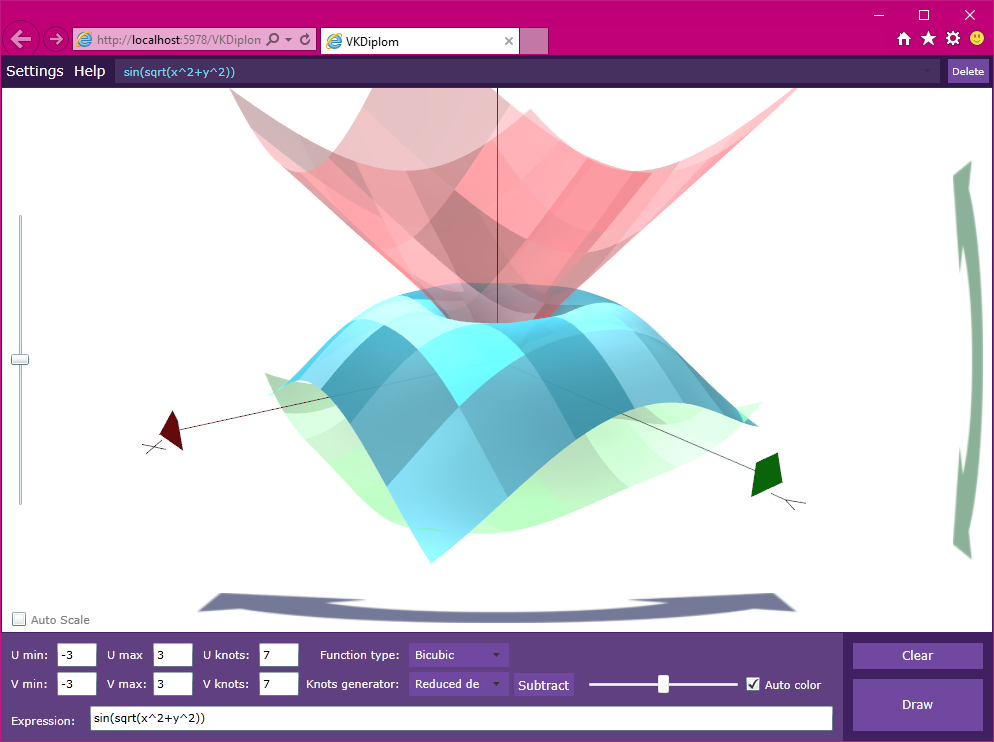 http://localhost:5978/VKDiplom
VKDiplom
Settings Help sin(sqrt(x^2+y^2)) Delete
X
Y
Auto Scale
U min: -3 U max 3 U knots: 7 Function type: Bicubic
V min: -3 V max: 3 V knots: 7 Knots generator: Reduced de Subtract Auto color
Expression: sin(sqrt(x^2+y^2))
Clear
Draw